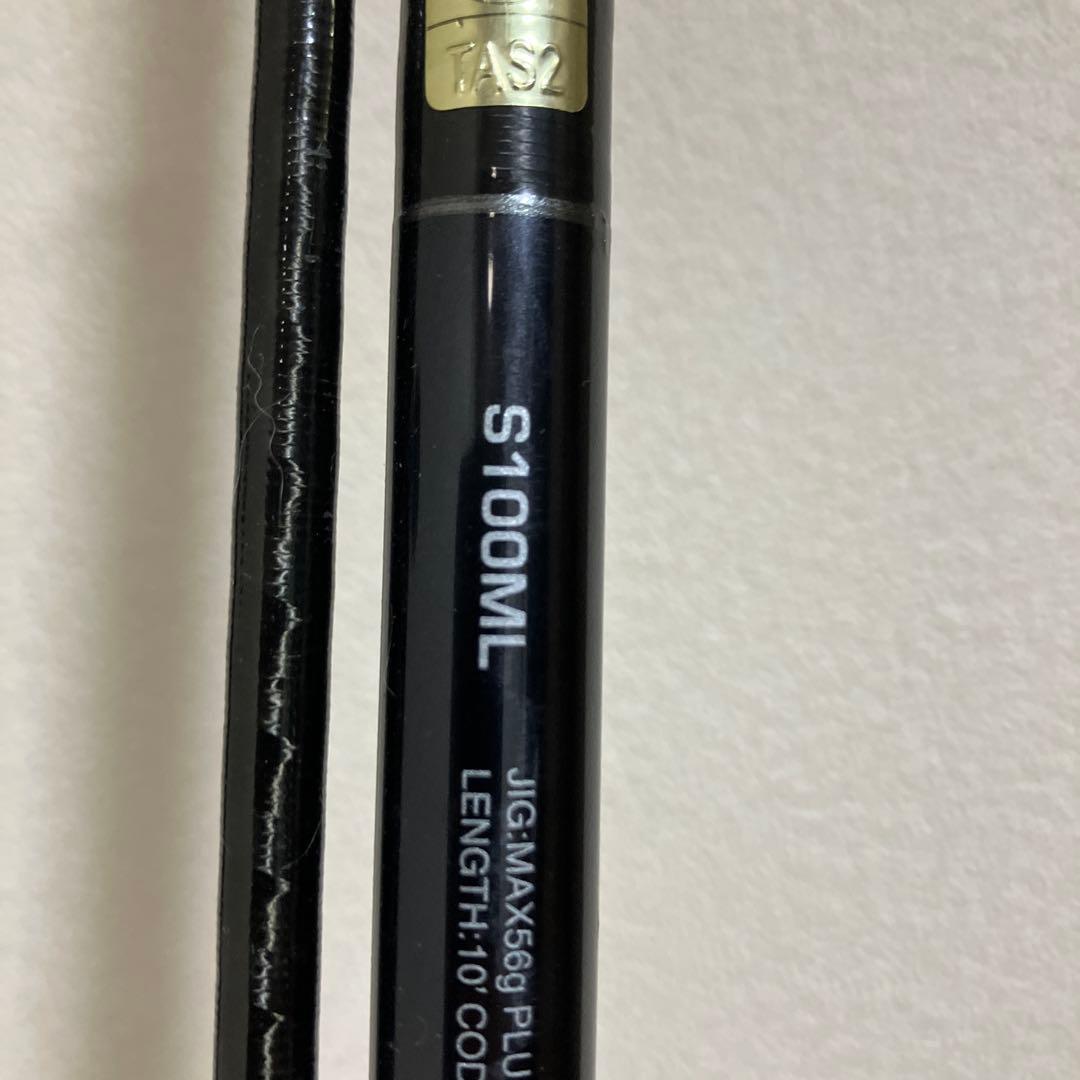 TAS2
S100ML
JIG:MAX56g PLU
LENGTH:10' COD